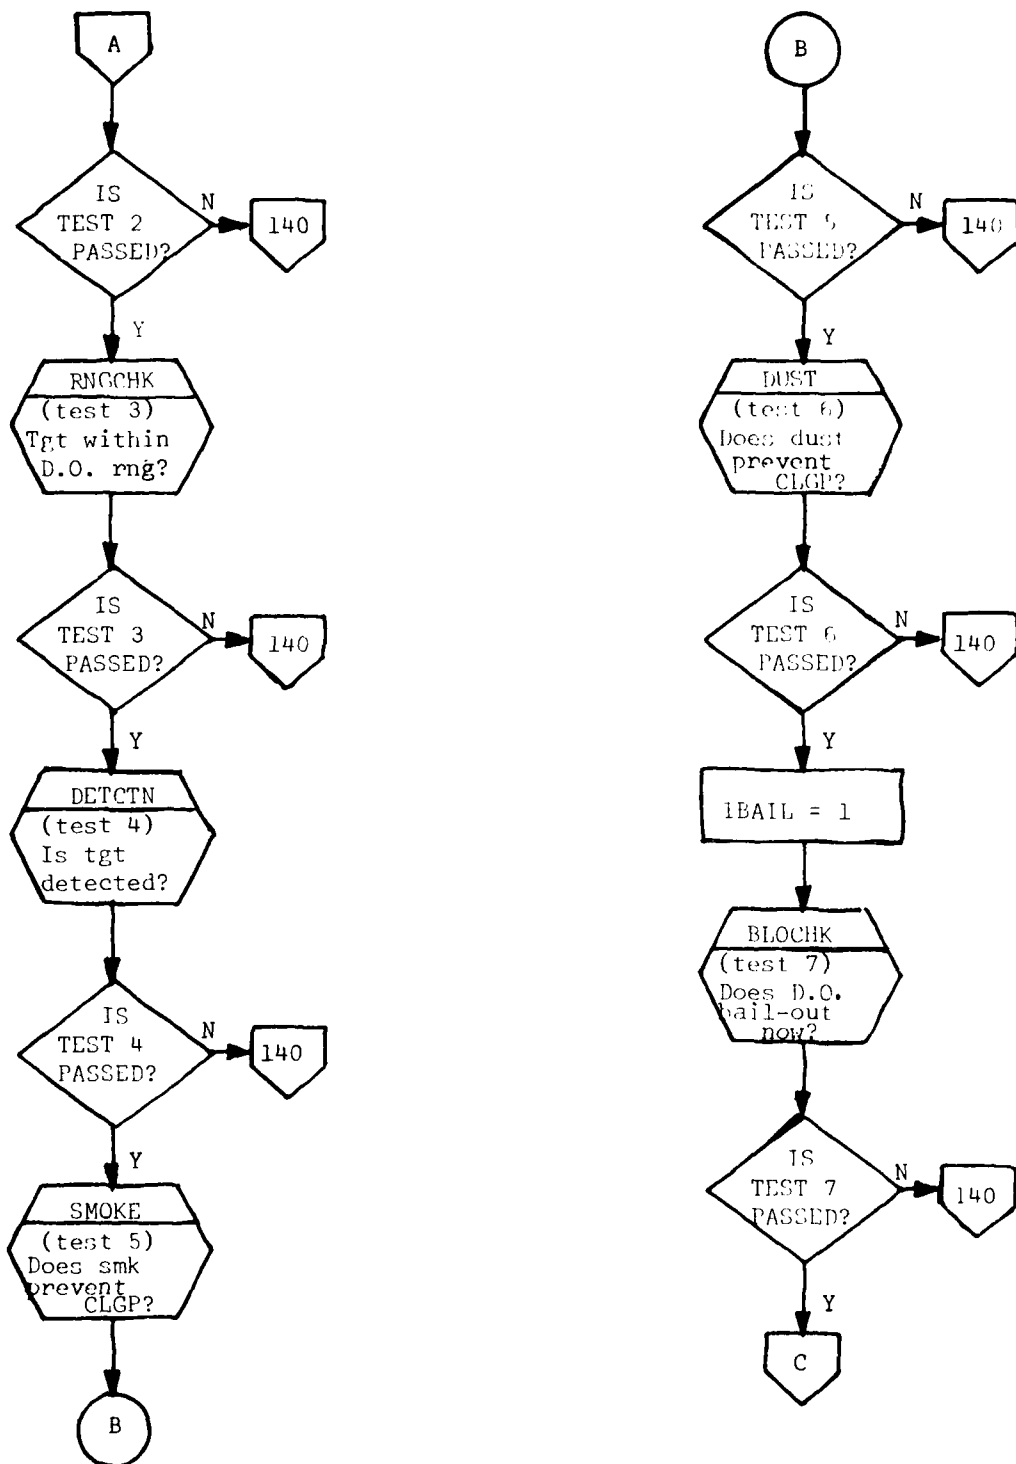 A
IS
TEST 2
PASSED?
N
140
Y
RNGCHK
(test 3)
Tgt within
D.O. rng?
IS
TEST 3
PASSED?
N
140
Y
DETCTN
(test 4)
Is tgt
detected?
IS
TEST 4
PASSED?
N
140
Y
SMOKE
(test 5)
Does smk
prevent
CLGP?
B
B
IS
TEST 5
PASSED?
N
140
Y
DUST
(test 6)
Does dust
prevent
CLGP?
IS
TEST 6
PASSED?
N
140
Y
IBAIL = 1
BLOCHK
(test 7)
Does D.O.
bail-out
now?
IS
TEST 7
PASSED?
N
140
Y
C